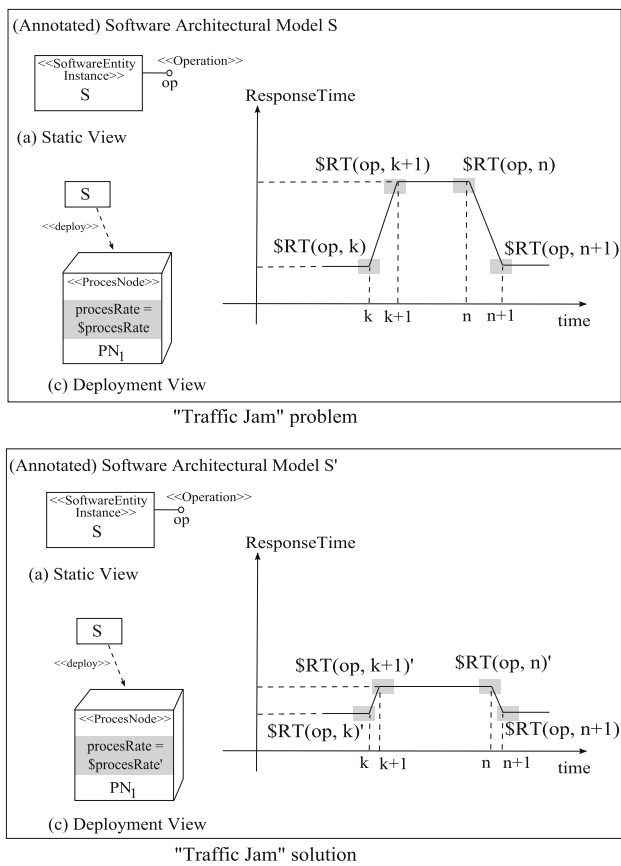 (Annotated) Software Architectural Model S
<<SoftwareEntity
Instance>>
S
<<Operation>>
op
(a) Static View
ResponseTime
$RT(op, k+1)
$RT(op, n)
$RT(op, k)
$RT(op, n+1)
k
k+1
n
n+1
time
S
<<deploy>>
<<ProcesNode>>
procesRate =
$procesRate
PN1
(c) Deployment View
"Traffic Jam" problem
(Annotated) Software Architectural Model S'
<<SoftwareEntity
Instance>>
S
<<Operation>>
op
(a) Static View
ResponseTime
$RT(op, k+1)'
$RT(op, n)'
$RT(op, k)'
$RT(op, n+1)'
k
k+1
n
n+1
time
S
<<deploy>>
<<ProcesNode>>
procesRate =
$procesRate'
PN1
(c) Deployment View
"Traffic Jam" solution